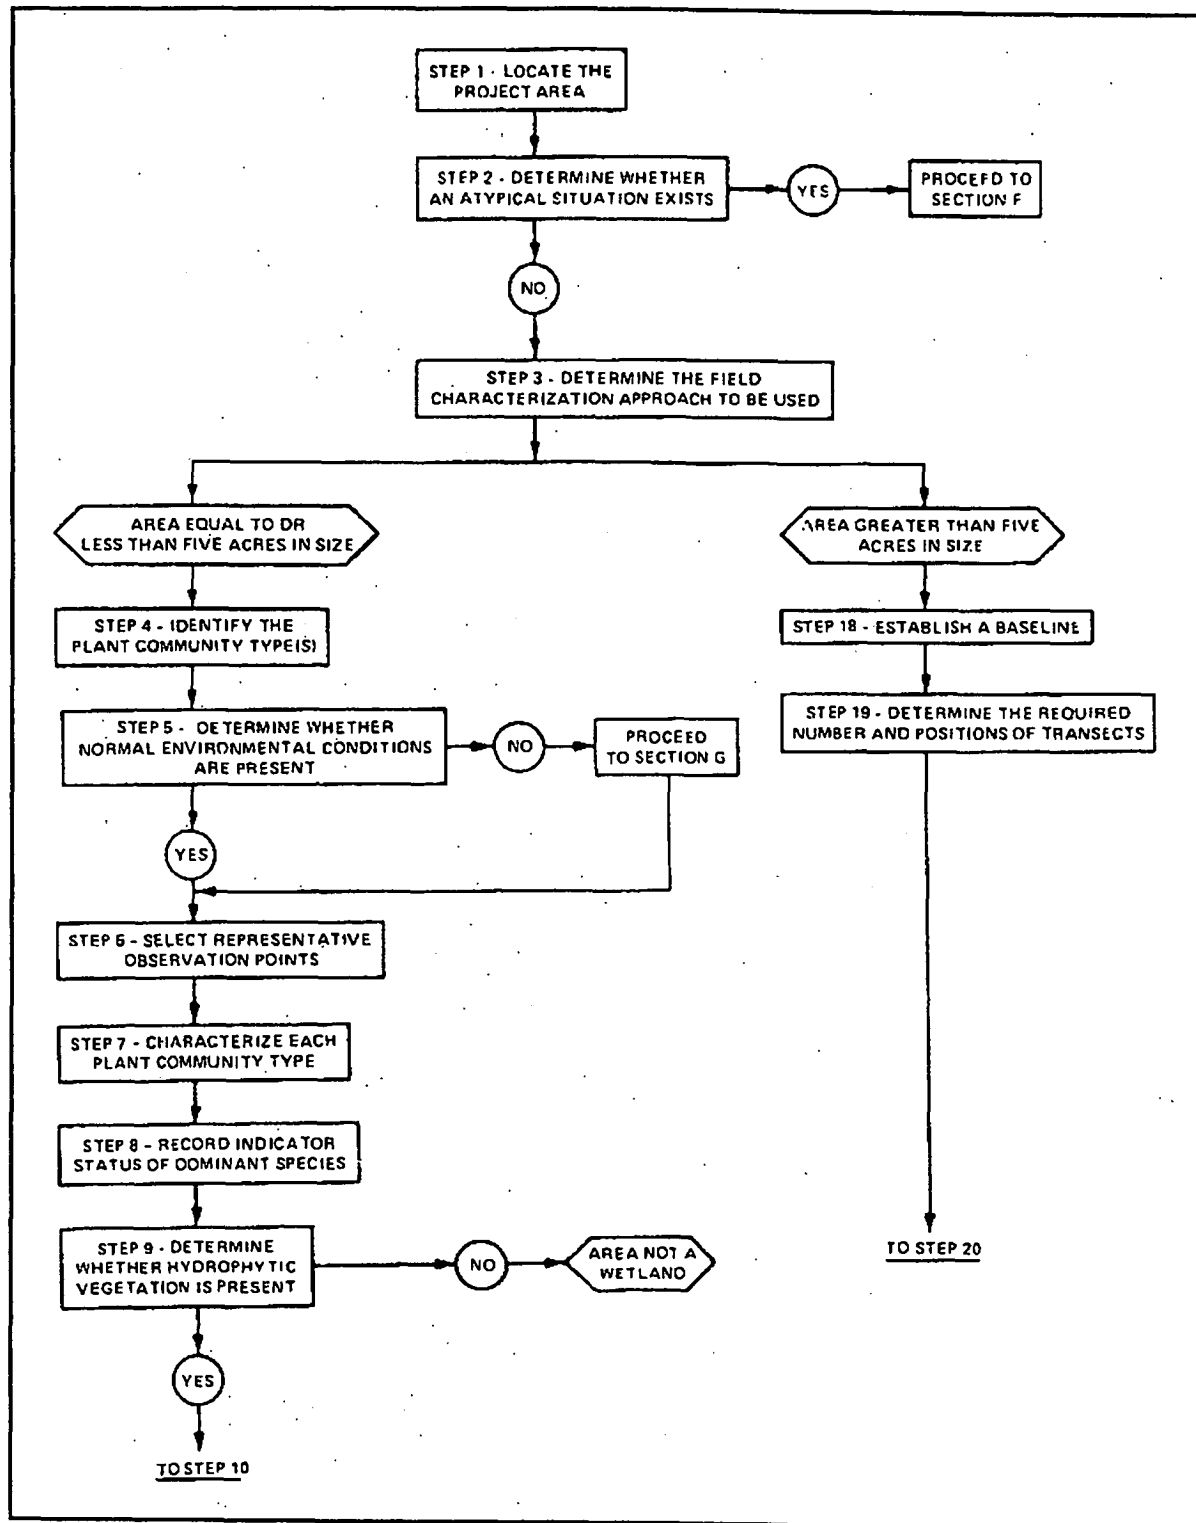 STEP 1 - LOCATE THE
PROJECT AREA
STEP 2 - DETERMINE WHETHER
AN ATYPICAL SITUATION EXISTS
YES
PROCEED TO
SECTION F
NO
STEP 3 - DETERMINE THE FIELD
CHARACTERIZATION APPROACH TO BE USED
AREA EQUAL TO OR
LESS THAN FIVE ACRES IN SIZE
AREA GREATER THAN FIVE
ACRES IN SIZE
STEP 4 - IDENTIFY THE
PLANT COMMUNITY TYPE(S)
STEP 18 - ESTABLISH A BASELINE
STEP 5 - DETERMINE WHETHER
NORMAL ENVIRONMENTAL CONDITIONS
ARE PRESENT
NO
PROCEED
TO SECTION G
STEP 19 - DETERMINE THE REQUIRED
NUMBER AND POSITIONS OF TRANSECTS
YES
STEP 6 - SELECT REPRESENTATIVE
OBSERVATION POINTS
STEP 7 - CHARACTERIZE EACH
PLANT COMMUNITY TYPE
STEP 8 - RECORD INDICATOR
STATUS OF DOMINANT SPECIES
STEP 9 - DETERMINE
WHETHER HYDROPHYTIC
VEGETATION IS PRESENT
NO
AREA NOT A
WETLAND
TO STEP 20
YES
TO STEP 10